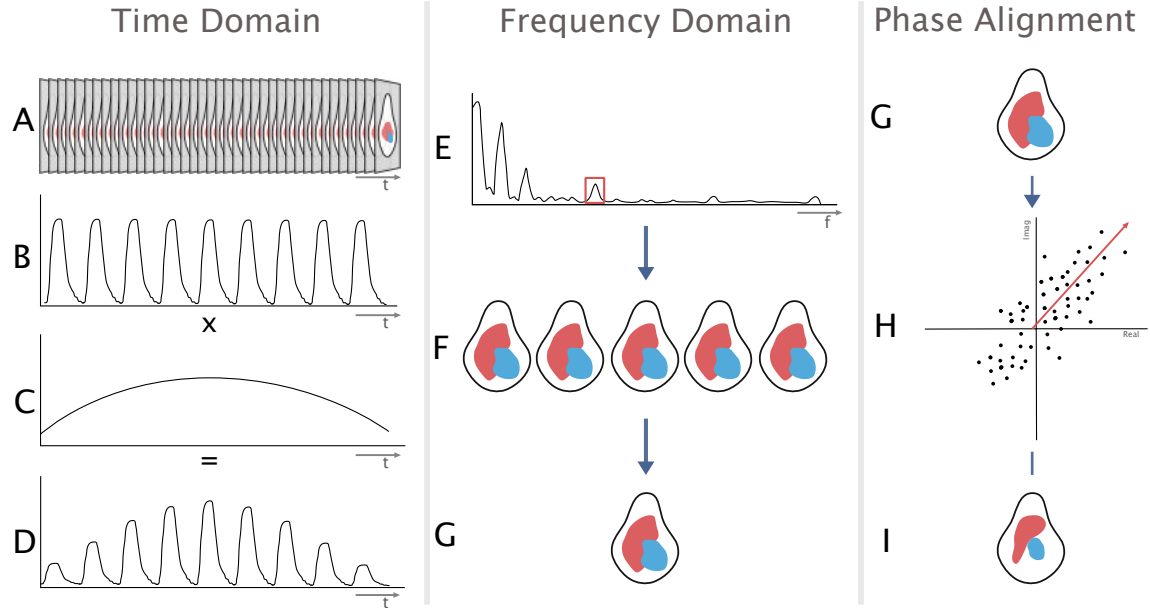 Time Domain
Frequency Domain
Phase Alignment
A
t
B
t
x
C
t
=
D
t
E
f
F
G
G
Imag
H
Real
I